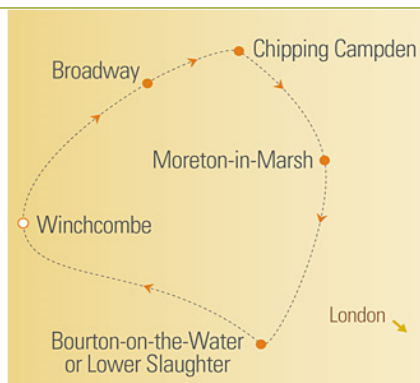 Chipping Campden
Broadway
Moreton-in-Marsh
Winchcombe
London
Bourton-on-the-Water
or Lower Slaughter